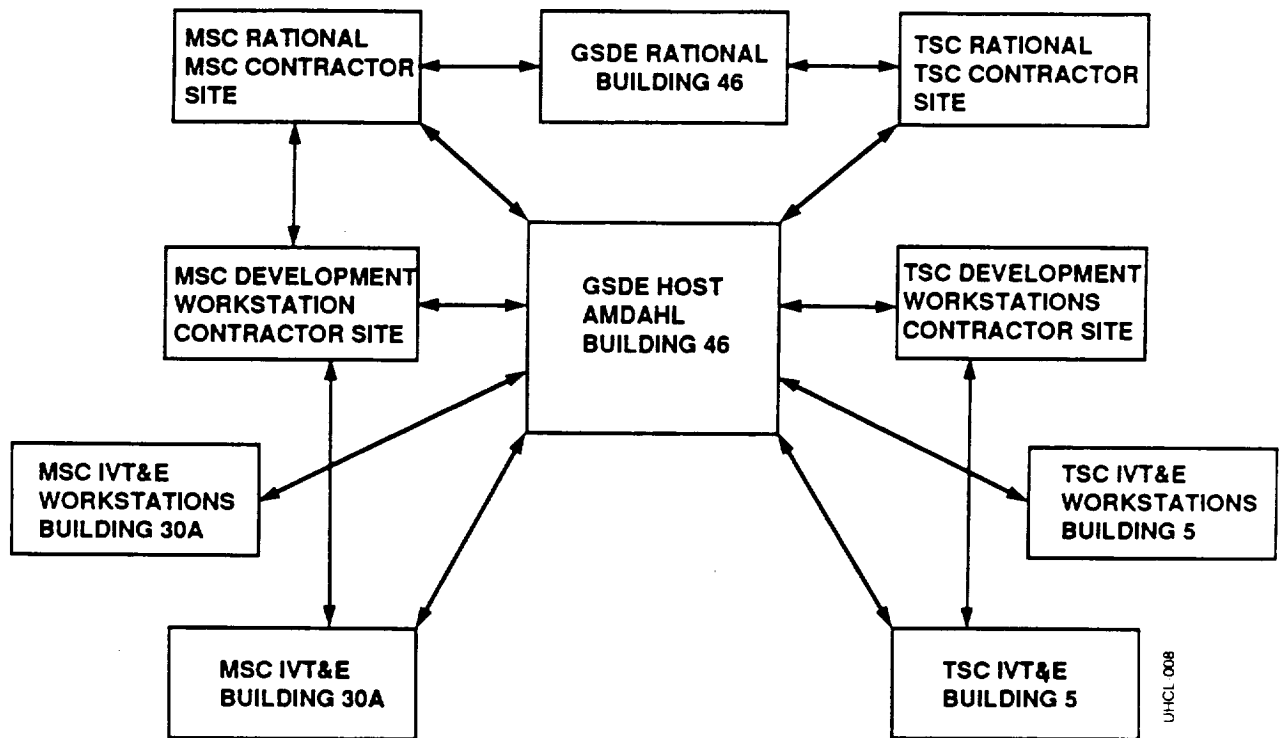 MSC RATIONAL
MSC CONTRACTOR
SITE
GSDE RATIONAL
BUILDING 46
TSC RATIONAL
TSC CONTRACTOR
SITE
MSC DEVELOPMENT
WORKSTATION
CONTRACTOR SITE
GSDE HOST
AMDAHL
BUILDING 46
TSC DEVELOPMENT
WORKSTATIONS
CONTRACTOR SITE
MSC IVT&E
WORKSTATIONS
BUILDING 30A
TSC IVT&E
WORKSTATIONS
BUILDING 5
MSC IVT&E
BUILDING 30A
TSC IVT&E
BUILDING 5
UHCL 008